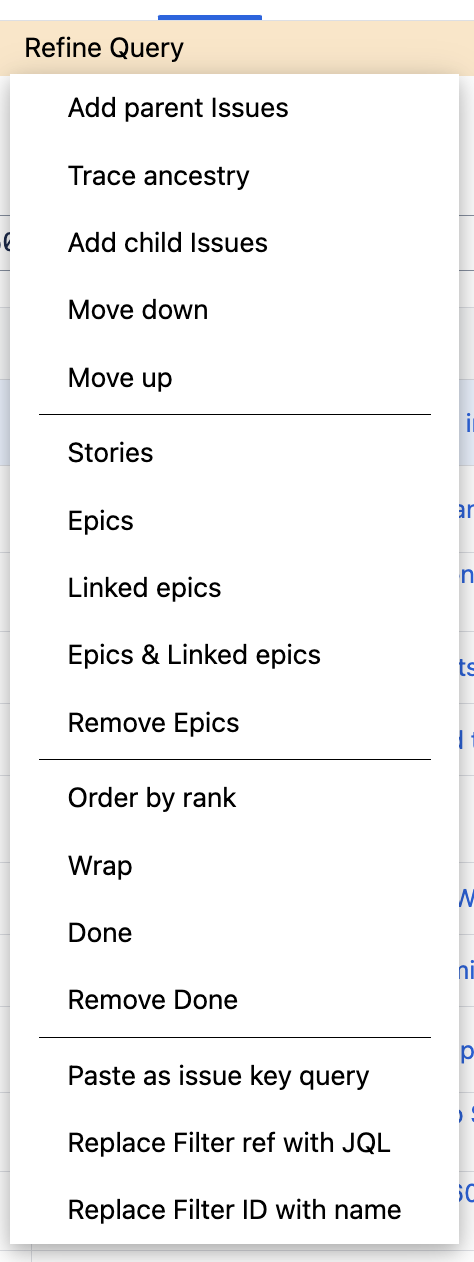 Refine Query
Add parent Issues
Trace ancestry
Add child Issues
Move down
Move up
Stories
Epics
Linked epics
Epics & Linked epics
Remove Epics
Order by rank
Wrap
Done
Remove Done
Paste as issue key query
Replace Filter ref with JQL
Replace Filter ID with name